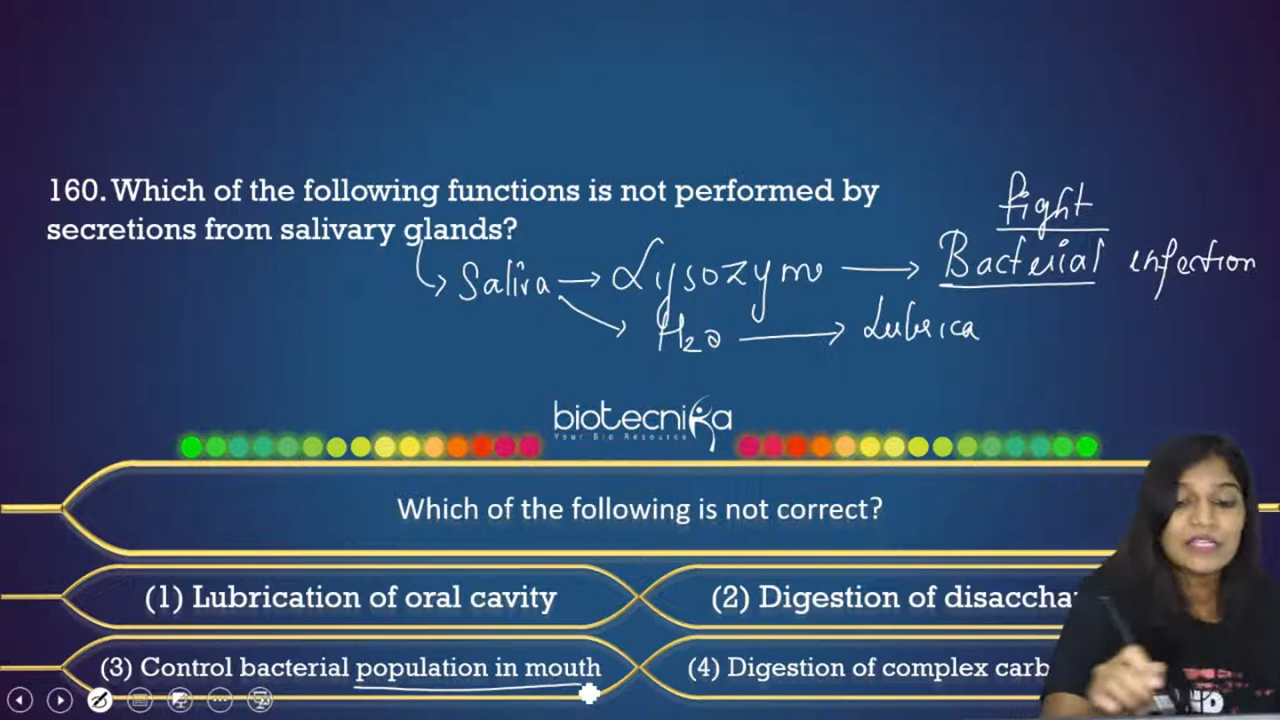 160. Which of the following functions is not performed by
secretions from salivary glands?
fight
Saliva → Lysozyme → Bacterial infection
H2O → Lubrica
biotecnika
Your Bio Resource
Which of the following is not correct?
(1) Lubrication of oral cavity
(2) Digestion of disaccha
(3) Control bacterial population in mouth
(4) Digestion of complex carb